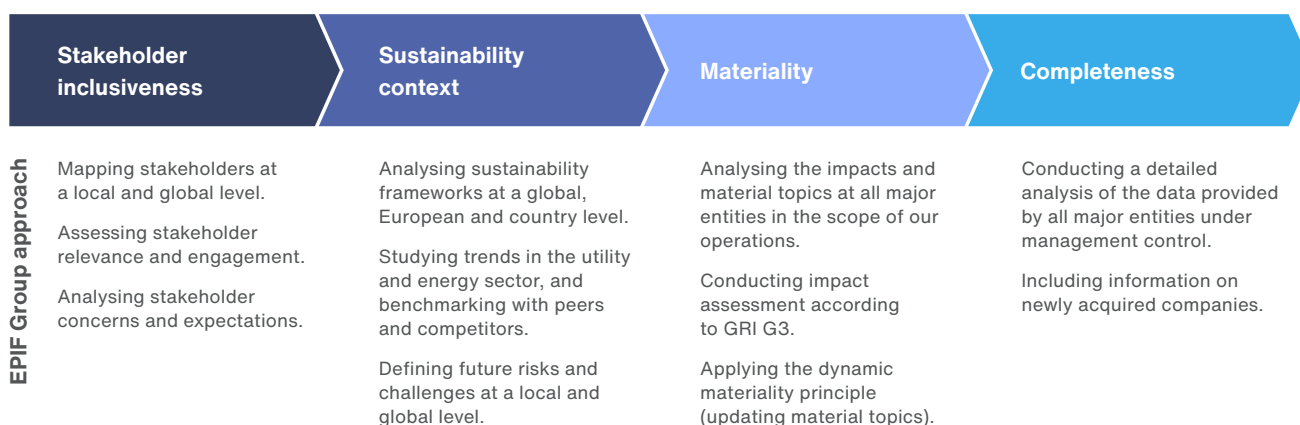 Stakeholder
inclusiveness
Sustainability
context
Materiality
Completeness
EPIF Group approach
Mapping stakeholders at
a local and global level.
Assessing stakeholder
relevance and engagement.
Analysing stakeholder
concerns and expectations.
Analysing sustainability
frameworks at a global,
European and country level.
Studying trends in the utility
and energy sector, and
benchmarking with peers
and competitors.
Defining future risks and
challenges at a local and
global level.
Analysing the impacts and
material topics at all major
entities in the scope of our
operations.
Conducting impact
assessment according
to GRI G3.
Applying the dynamic
materiality principle
(updating material topics).
Conducting a detailed
analysis of the data provided
by all major entities under
management control.
Including information on
newly acquired companies.